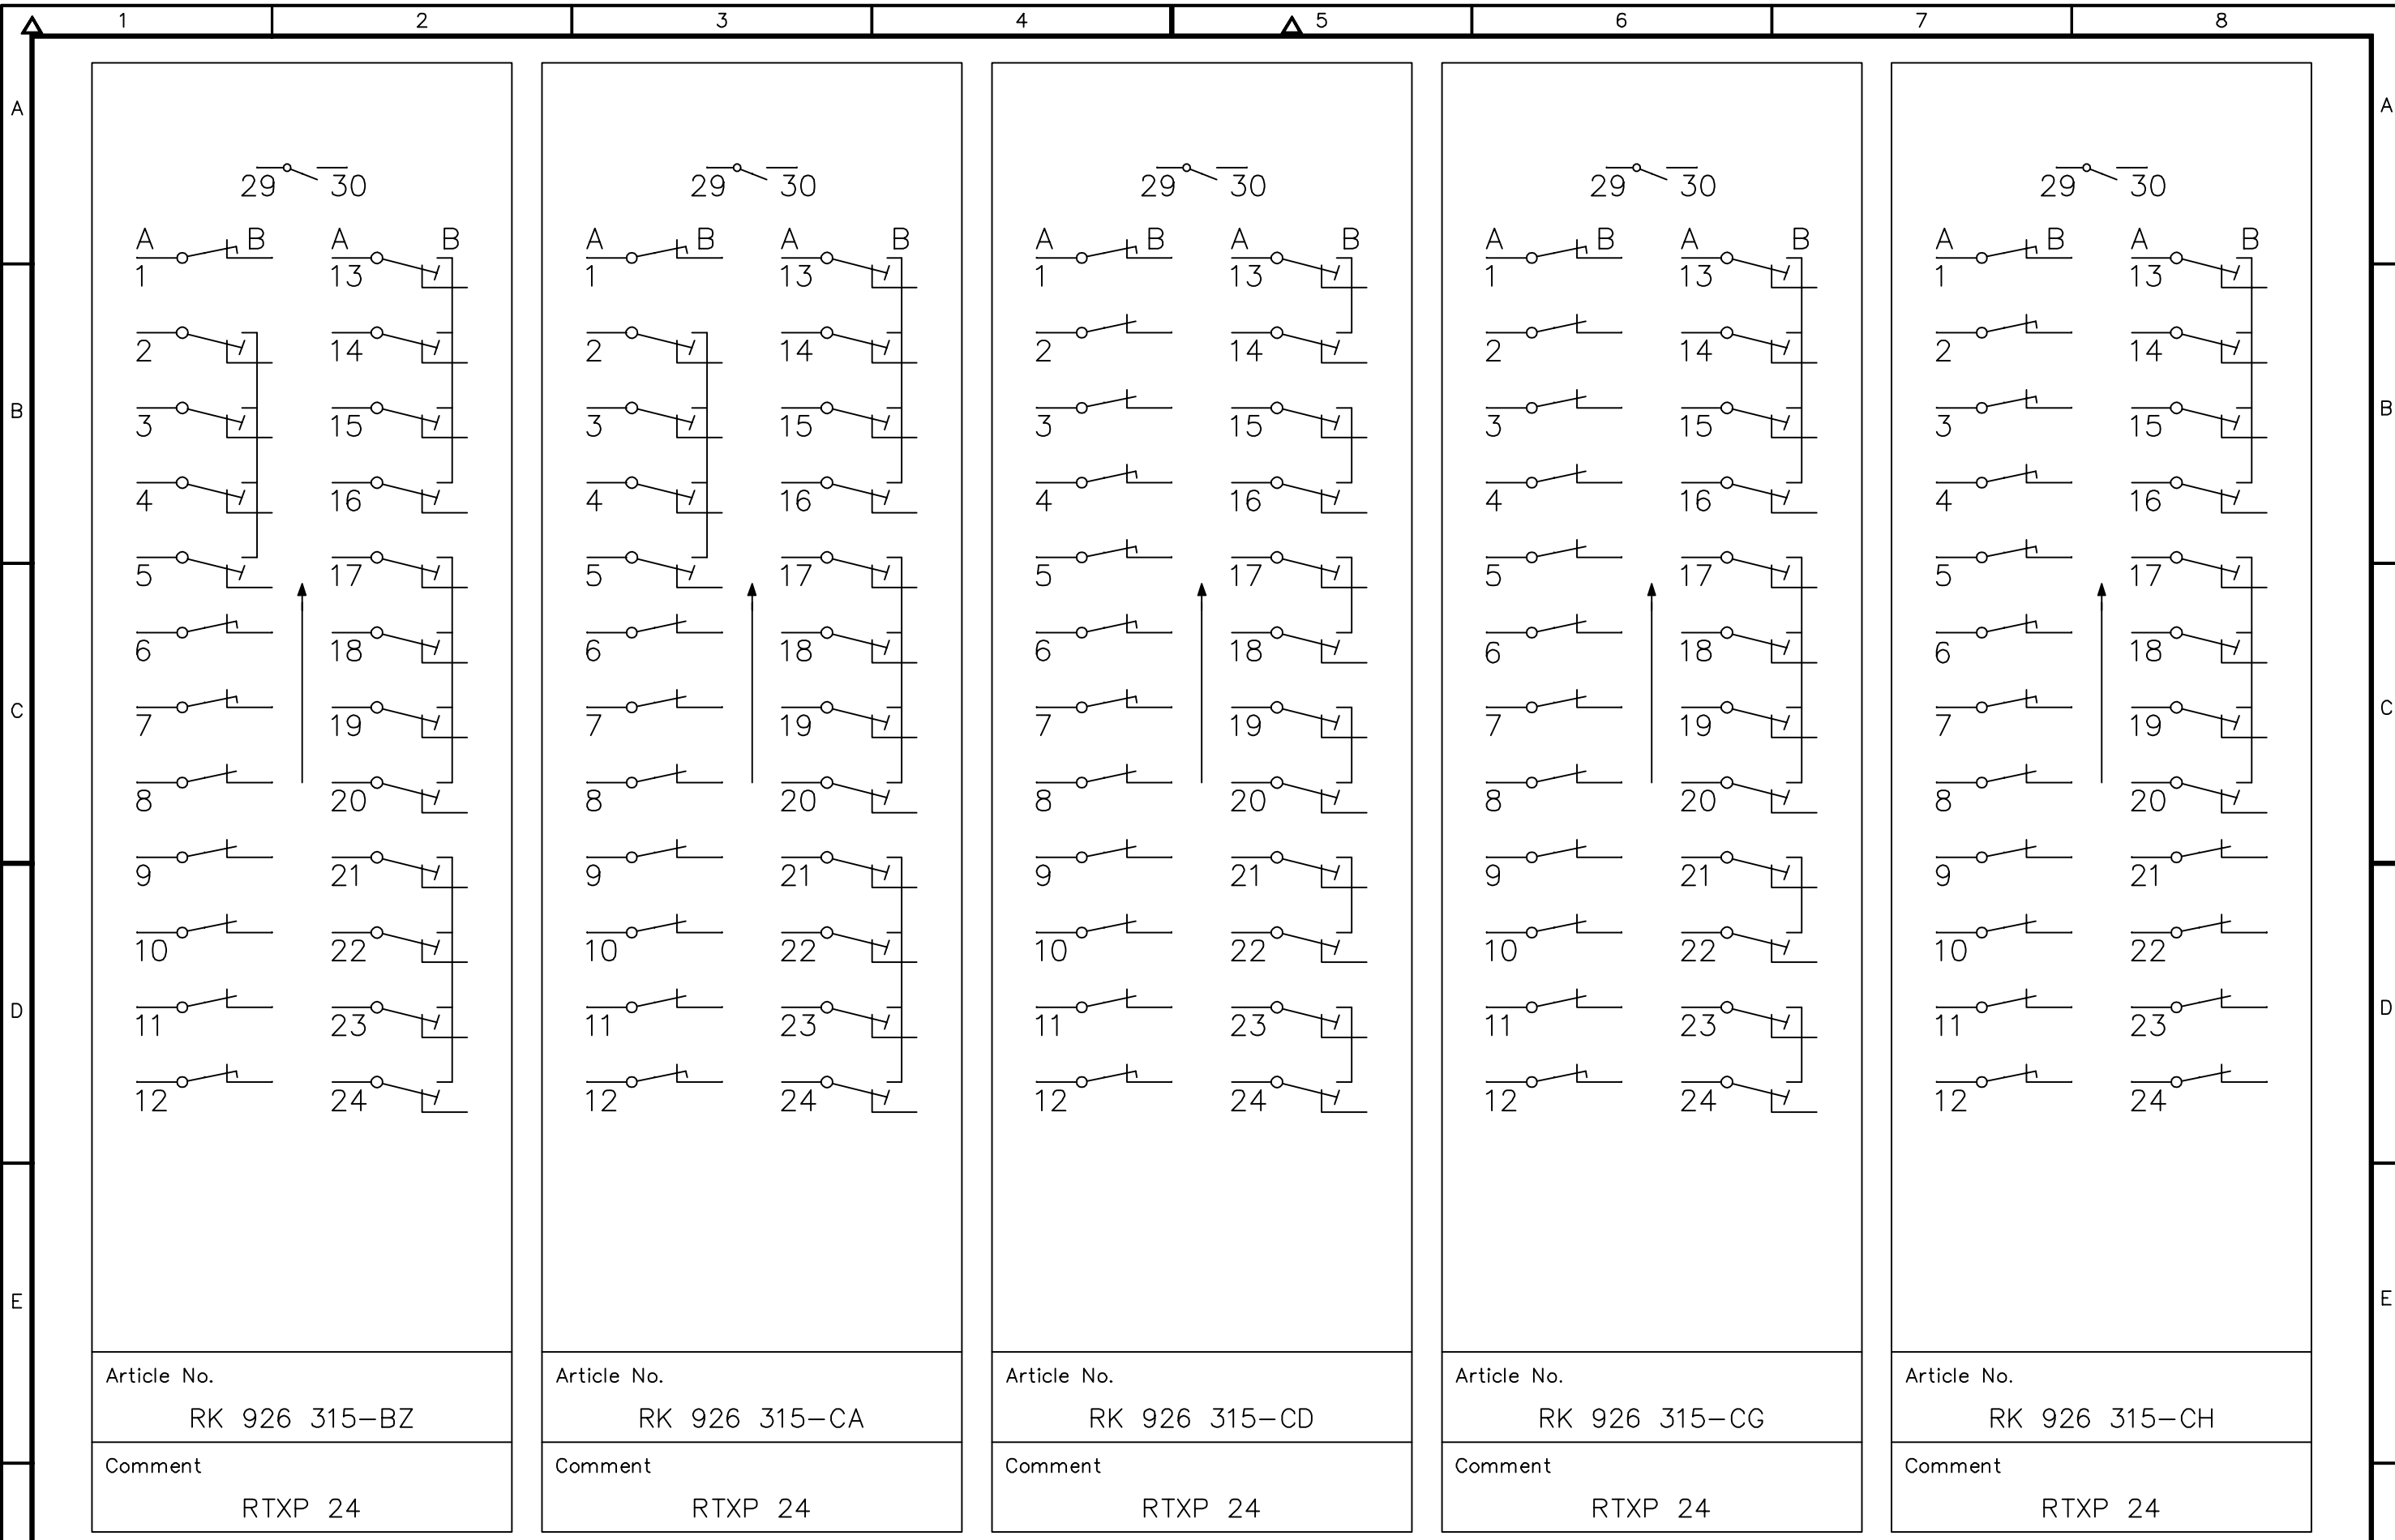 1 2 3 4 5 6 7 8
A A
B B
C C
D D
E E
29 30
A B A B
1 13
2 14
3 15
4 16
5 17
6 18
7 19
8 20
9 21
10 22
11 23
12 24
Article No.
RK 926 315-BZ
Comment
RTXP 24
29 30
A B A B
1 13
2 14
3 15
4 16
5 17
6 18
7 19
8 20
9 21
10 22
11 23
12 24
Article No.
RK 926 315-CA
Comment
RTXP 24
29 30
A B A B
1 13
2 14
3 15
4 16
5 17
6 18
7 19
8 20
9 21
10 22
11 23
12 24
Article No.
RK 926 315-CD
Comment
RTXP 24
29 30
A B A B
1 13
2 14
3 15
4 16
5 17
6 18
7 19
8 20
9 21
10 22
11 23
12 24
Article No.
RK 926 315-CG
Comment
RTXP 24
29 30
A B A B
1 13
2 14
3 15
4 16
5 17
6 18
7 19
8 20
9 21
10 22
11 23
12 24
Article No.
RK 926 315-CH
Comment
RTXP 24